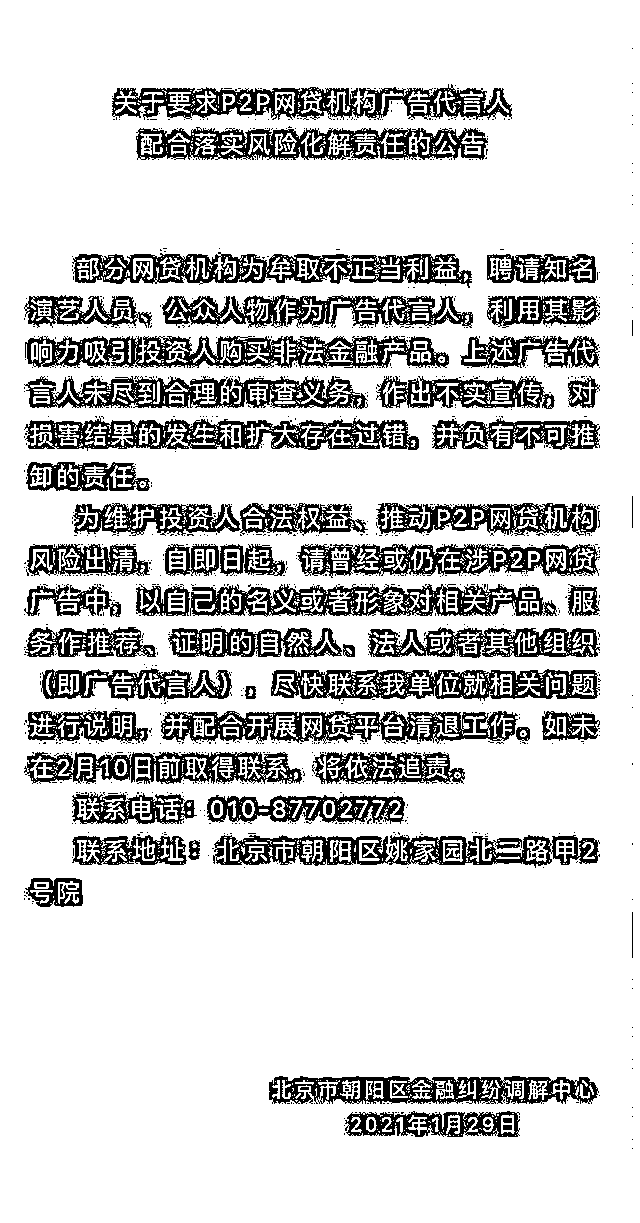 关于要求P2P网贷机构广告代言人
配合落实风险化解责任的公告
部分网贷机构为牟取不正当利益，聘请知名
演艺人员、公众人物作为广告代言人，利用其影
响力吸引投资人购买非法金融产品。上述广告代
言人未尽到合理的审查义务，作出不实宣传，对
损害结果的发生和扩大存在过错，并负有不可推
卸的责任。
为维护投资人合法权益、推动P2P网贷机构
风险出清，自即日起，请曾经或仍在涉P2P网贷
广告中，以自己的名义或者形象对相关产品、服
务作推荐、证明的自然人、法人或者其他组织
（即广告代言人），尽快联系我单位就相关问题
进行说明，并配合开展网贷平台清退工作。如未
在2月10日前取得联系，将依法追责。
联系电话：010-87702772
联系地址：北京市朝阳区姚家园北二路甲2
号院
北京市朝阳区金融纠纷调解中心
2021年1月29日